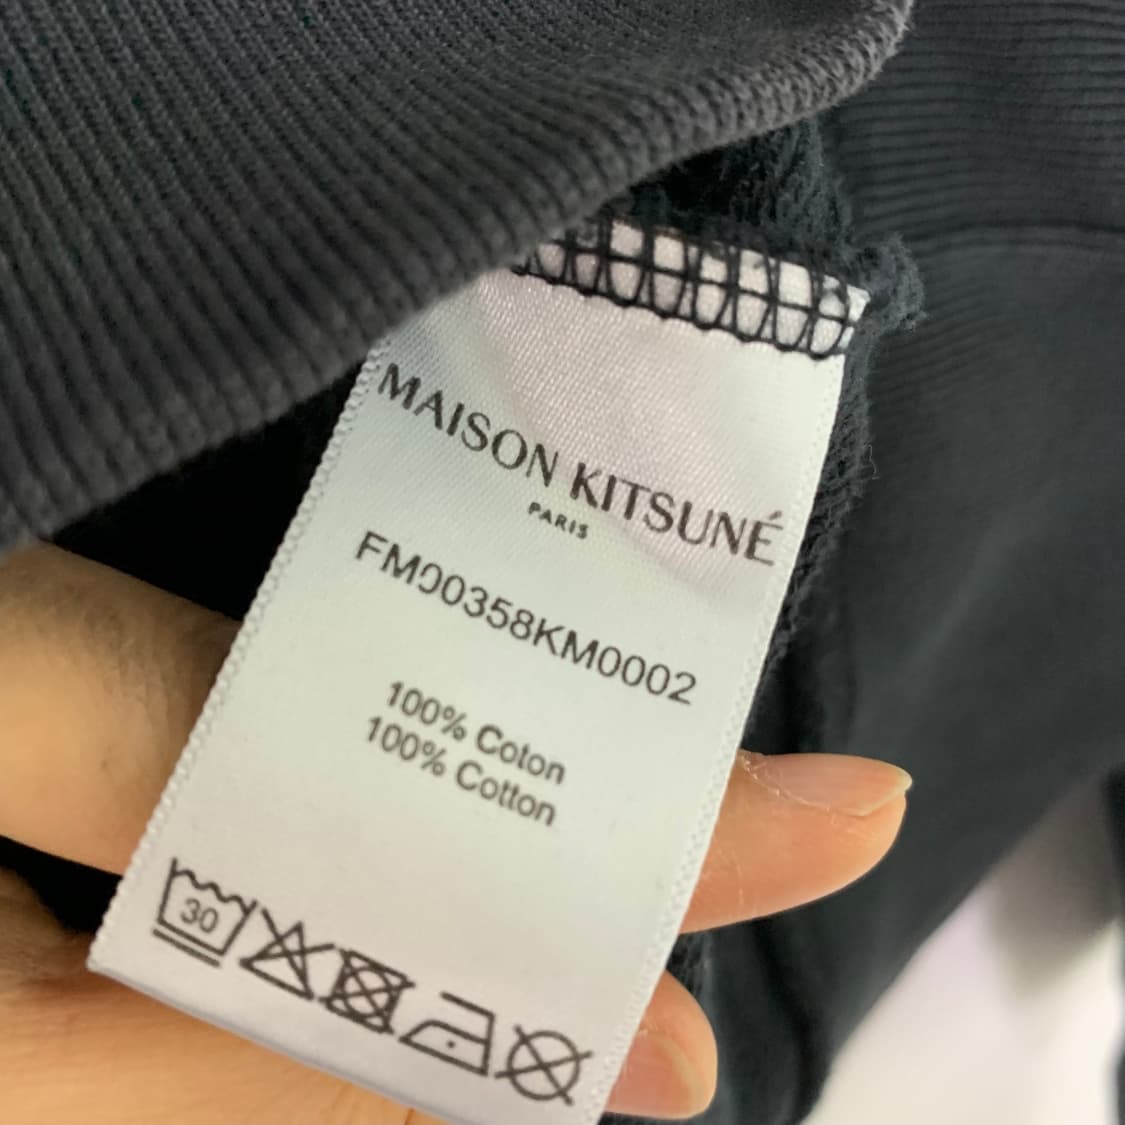 MAISON KITSUNÉ
PARIS
FM00358KM0002
100% Coton
100% Cotton
30